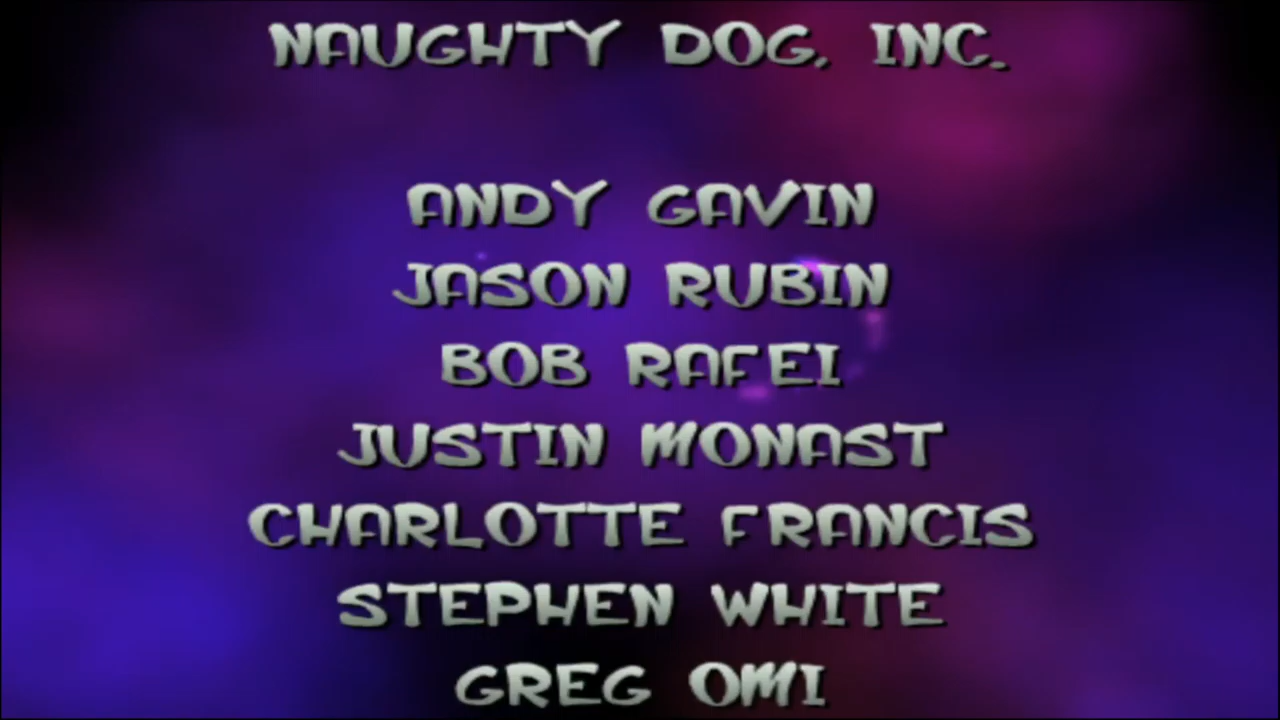 NAUGHTY DOG, INC.
ANDY GAVIN
JASON RUBIN
BOB RAFEI
JUSTIN MONAST
CHARLOTTE FRANCIS
STEPHEN WHITE
GREG OMI